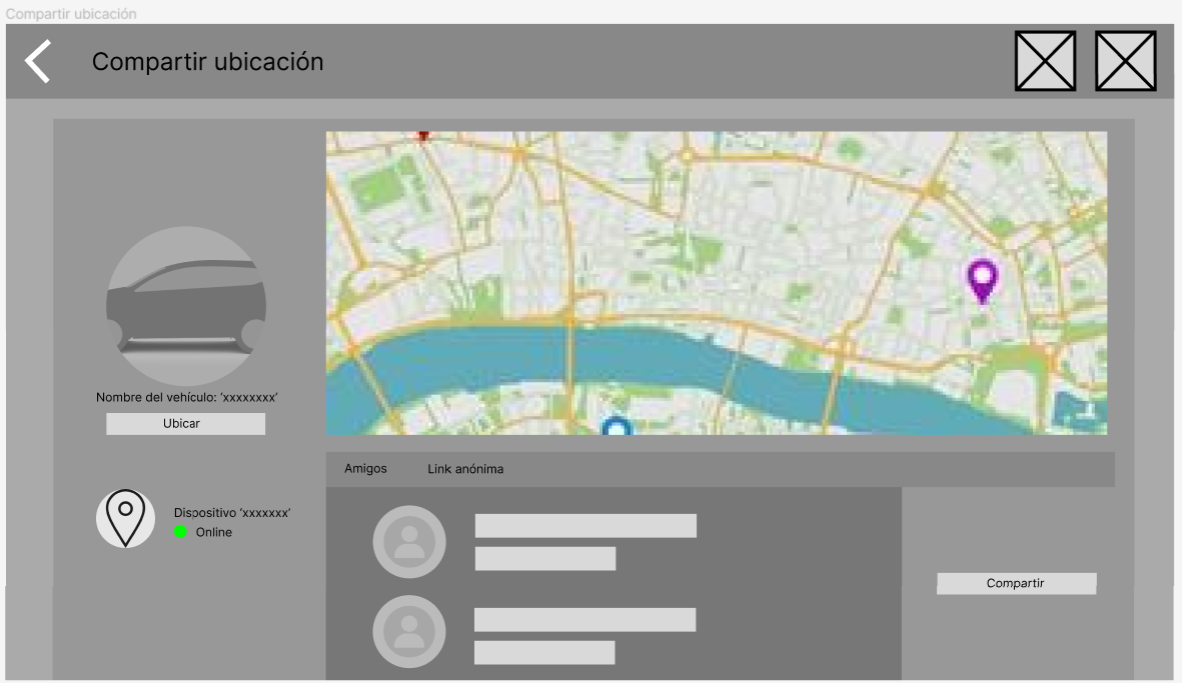 Compartir ubicación
Compartir ubicación
Nombre del vehículo: 'xxxxxxxx'
Ubicar
Dispositivo 'xxxxxxx'
Online
Amigos
Link anónima
Compartir